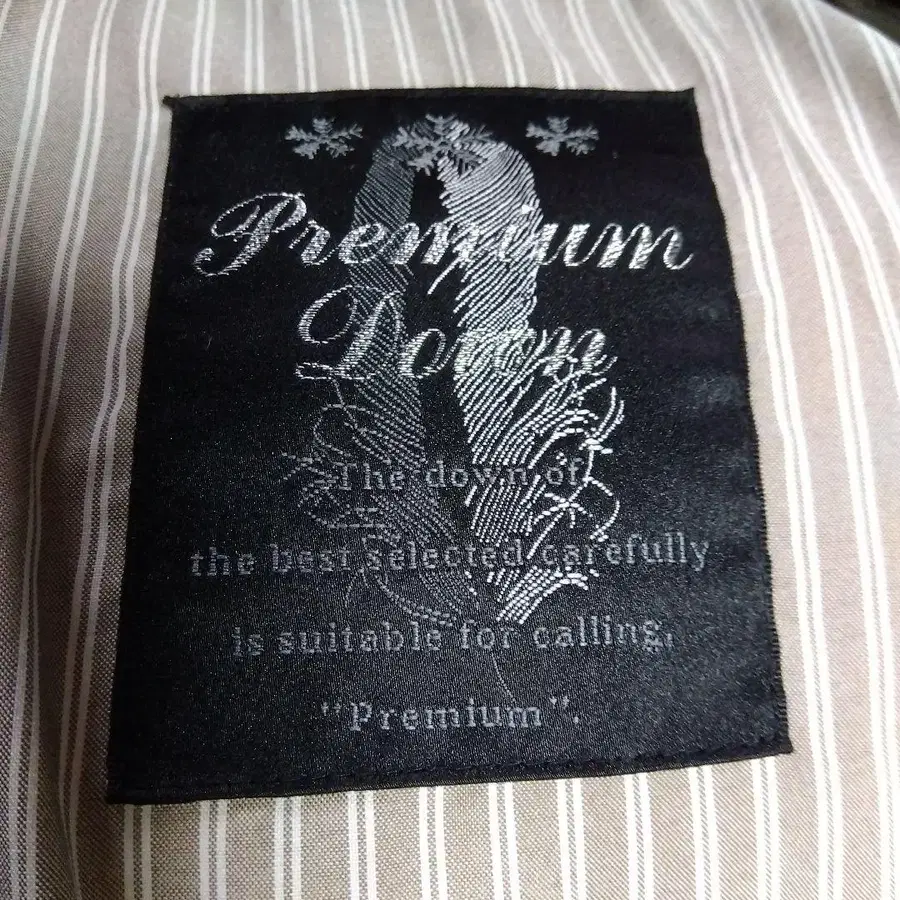 Premium
Down
The down of
the best selected carefully
is suitable for calling,
"Premium".